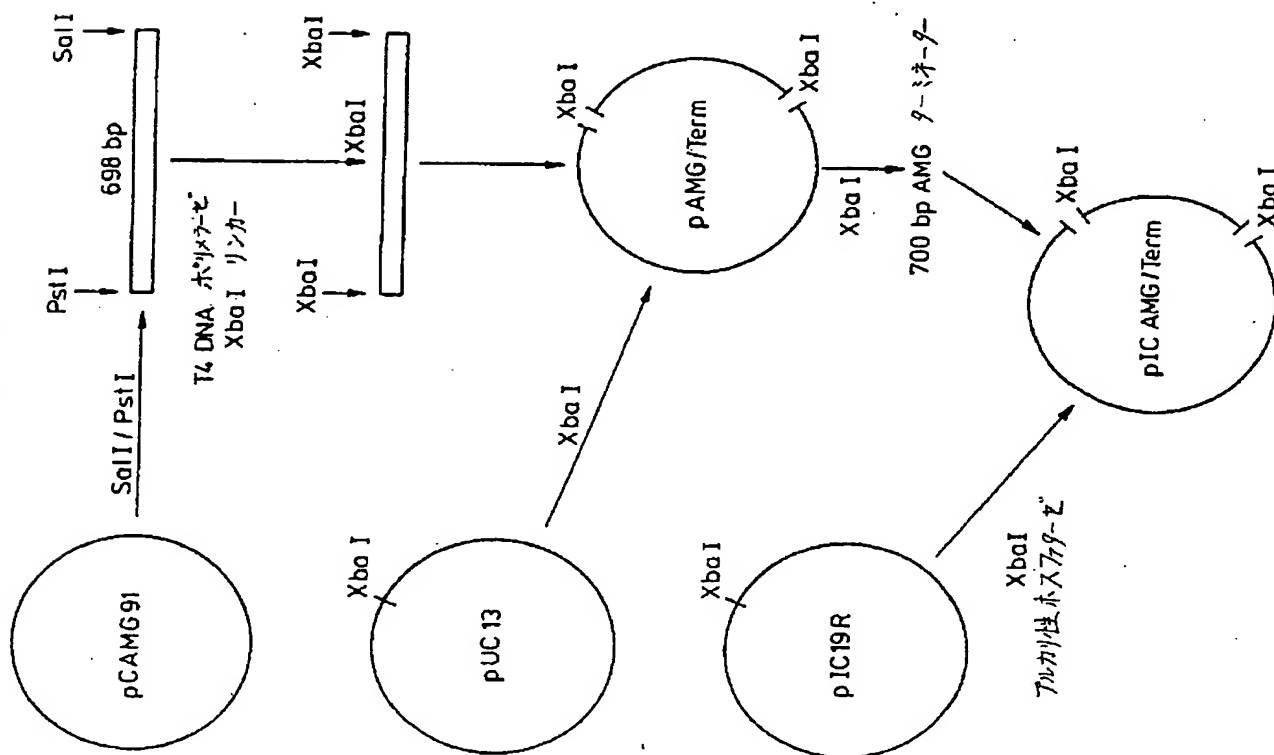 pCAMG91
SalI/PstI
PstI
SalI
698 bp
T4 DNA ポリメラーゼ
XbaI リンカー
XbaI
XbaI
XbaI
pUC13
XbaI
XbaI
pAMG/Term
XbaI
XbaI
XbaI
700 bp AMG ターミネーター
pIC19R
XbaI
XbaI
アルカリ性ホスファターゼ
pIC AMG/Term
XbaI
XbaI